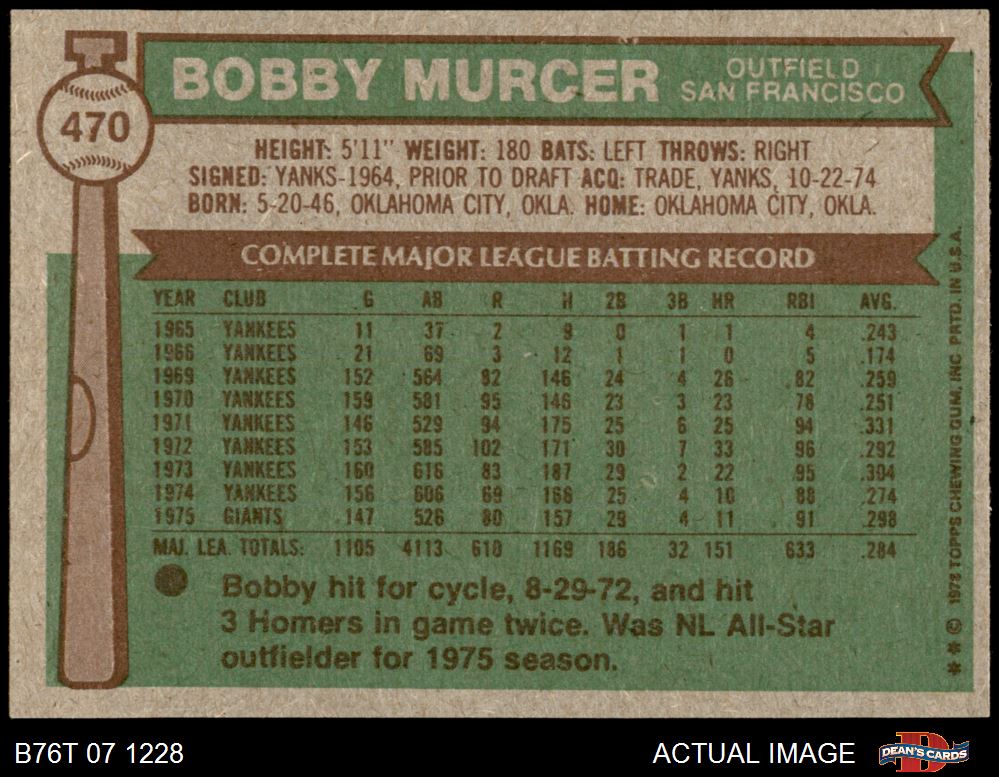 470
BOBBY MURCER
OUTFIELD
SAN FRANCISCO
HEIGHT: 5'11" WEIGHT: 180 BATS: LEFT THROWS: RIGHT
SIGNED: YANKS-1964, PRIOR TO DRAFT ACQ: TRADE, YANKS, 10-22-74
BORN: 5-20-46, OKLAHOMA CITY, OKLA. HOME: OKLAHOMA CITY, OKLA.
COMPLETE MAJOR LEAGUE BATTING RECORD
YEAR CLUB G AB R H 2B 3B HR RBI AVG.
1965 YANKEES 11 37 2 9 0 1 1 4 .243
1966 YANKEES 21 69 3 12 1 1 0 5 .174
1969 YANKEES 152 564 82 146 24 4 26 82 .259
1970 YANKEES 159 581 95 146 23 3 23 78 .251
1971 YANKEES 146 529 94 175 25 6 25 94 .331
1972 YANKEES 153 585 102 171 30 7 33 96 .292
1973 YANKEES 160 616 83 187 29 2 22 95 .304
1974 YANKEES 156 606 69 166 25 4 10 88 .274
1975 GIANTS 147 526 80 157 29 4 11 91 .298
MAJ. LEA. TOTALS: 1105 4113 610 1169 186 32 151 633 .284
Bobby hit for cycle, 8-29-72, and hit
3 Homers in game twice. Was NL All-Star
outfielder for 1975 season.
** © 1976 TOPPS CHEWING GUM, INC. PRTD. IN U.S.A.
B76T 07 1228
ACTUAL IMAGE
DEAN'S CARDS